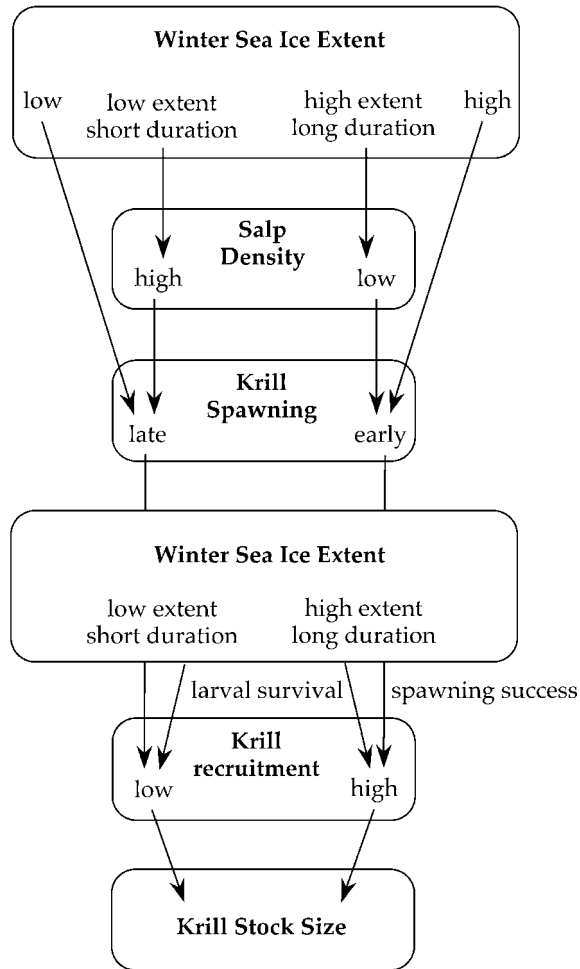 Winter Sea Ice Extent
low
low extent
short duration
high extent
long duration
high
Salp
Density
high
low
Krill
Spawning
late
early
Winter Sea Ice Extent
low extent
short duration
high extent
long duration
larval survival
spawning success
Krill
recruitment
low
high
Krill Stock Size